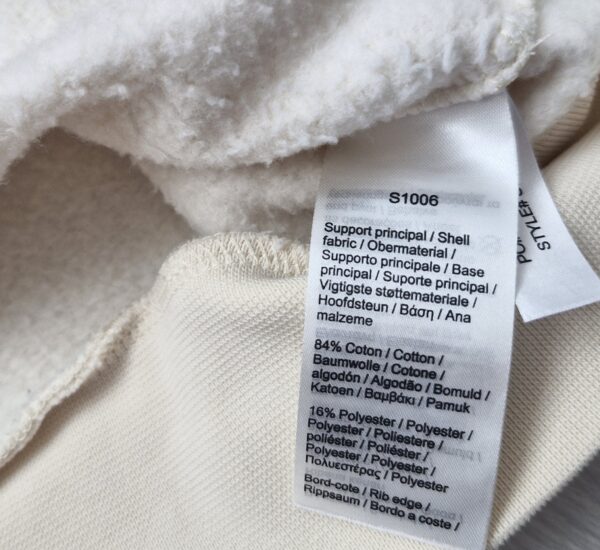 S1006
Support principal / Shell
fabric / Obermaterial /
Supporto principale / Base
principal / Suporte principal /
Vigtigste støttemateriale /
Hoofdsteun / Βάση / Ana
malzeme
84% Coton / Cotton /
Baumwolle / Cotone /
algodón / Algodão / Bomuld /
Katoen / Βαμβάκι / Pamuk
16% Polyester / Polyester /
Polyester / Poliestere /
poliéster / Poliéster /
Polyester / Polyester /
Πολυεστέρας / Polyester
Bord-cote / Rib edge /
Rippsaum / Bordo a coste /
STYLE